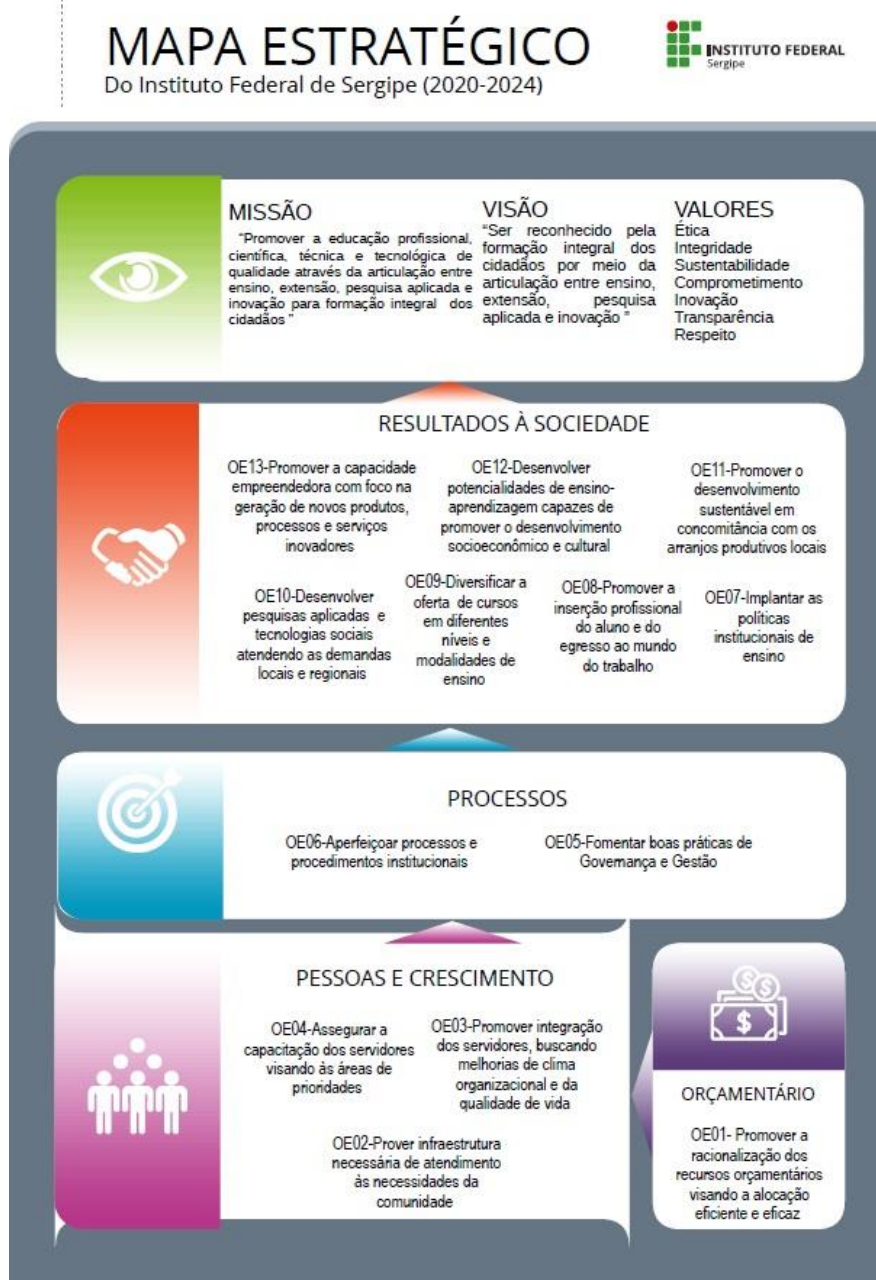 MAPA ESTRATÉGICO
Do Instituto Federal de Sergipe (2020-2024)
INSTITUTO FEDERAL
Sergipe
MISSÃO
"Promover a educação profissional,
científica, técnica e tecnológica de
qualidade através da articulação entre
ensino, extensão, pesquisa aplicada e
inovação para formação integral dos
cidadãos "
VISÃO
"Ser reconhecido pela
formação integral dos
cidadãos por meio da
articulação entre ensino,
extensão, pesquisa
aplicada e inovação "
VALORES
Ética
Integridade
Sustentabilidade
Comprometimento
Inovação
Transparência
Respeito
RESULTADOS À SOCIEDADE
OE13-Promover a capacidade
empreendedora com foco na
geração de novos produtos,
processos e serviços
inovadores
OE12-Desenvolver
potencialidades de ensino-
aprendizagem capazes de
promover o desenvolvimento
socioeconômico e cultural
OE11-Promover o
desenvolvimento
sustentável em
concomitância com os
arranjos produtivos locais
OE10-Desenvolver
pesquisas aplicadas e
tecnologias sociais
atendendo as demandas
locais e regionais
OE09-Diversificar a
oferta de cursos
em diferentes
níveis e
modalidades de
ensino
OE08-Promover a
inserção profissional
do aluno e do
egresso ao mundo
do trabalho
OE07-Implantar as
políticas
institucionais de
ensino
PROCESSOS
OE06-Aperfeiçoar processos e
procedimentos institucionais
OE05-Fomentar boas práticas de
Governança e Gestão
PESSOAS E CRESCIMENTO
OE04-Assegurar a
capacitação dos servidores
visando às áreas de
prioridades
OE03-Promover integração
dos servidores, buscando
melhorias de clima
organizacional e da
qualidade de vida
OE02-Prover infraestrutura
necessária de atendimento
às necessidades da
comunidade
$ $
$
ORÇAMENTÁRIO
OE01- Promover a
racionalização dos
recursos orçamentários
visando a alocação
eficiente e eficaz